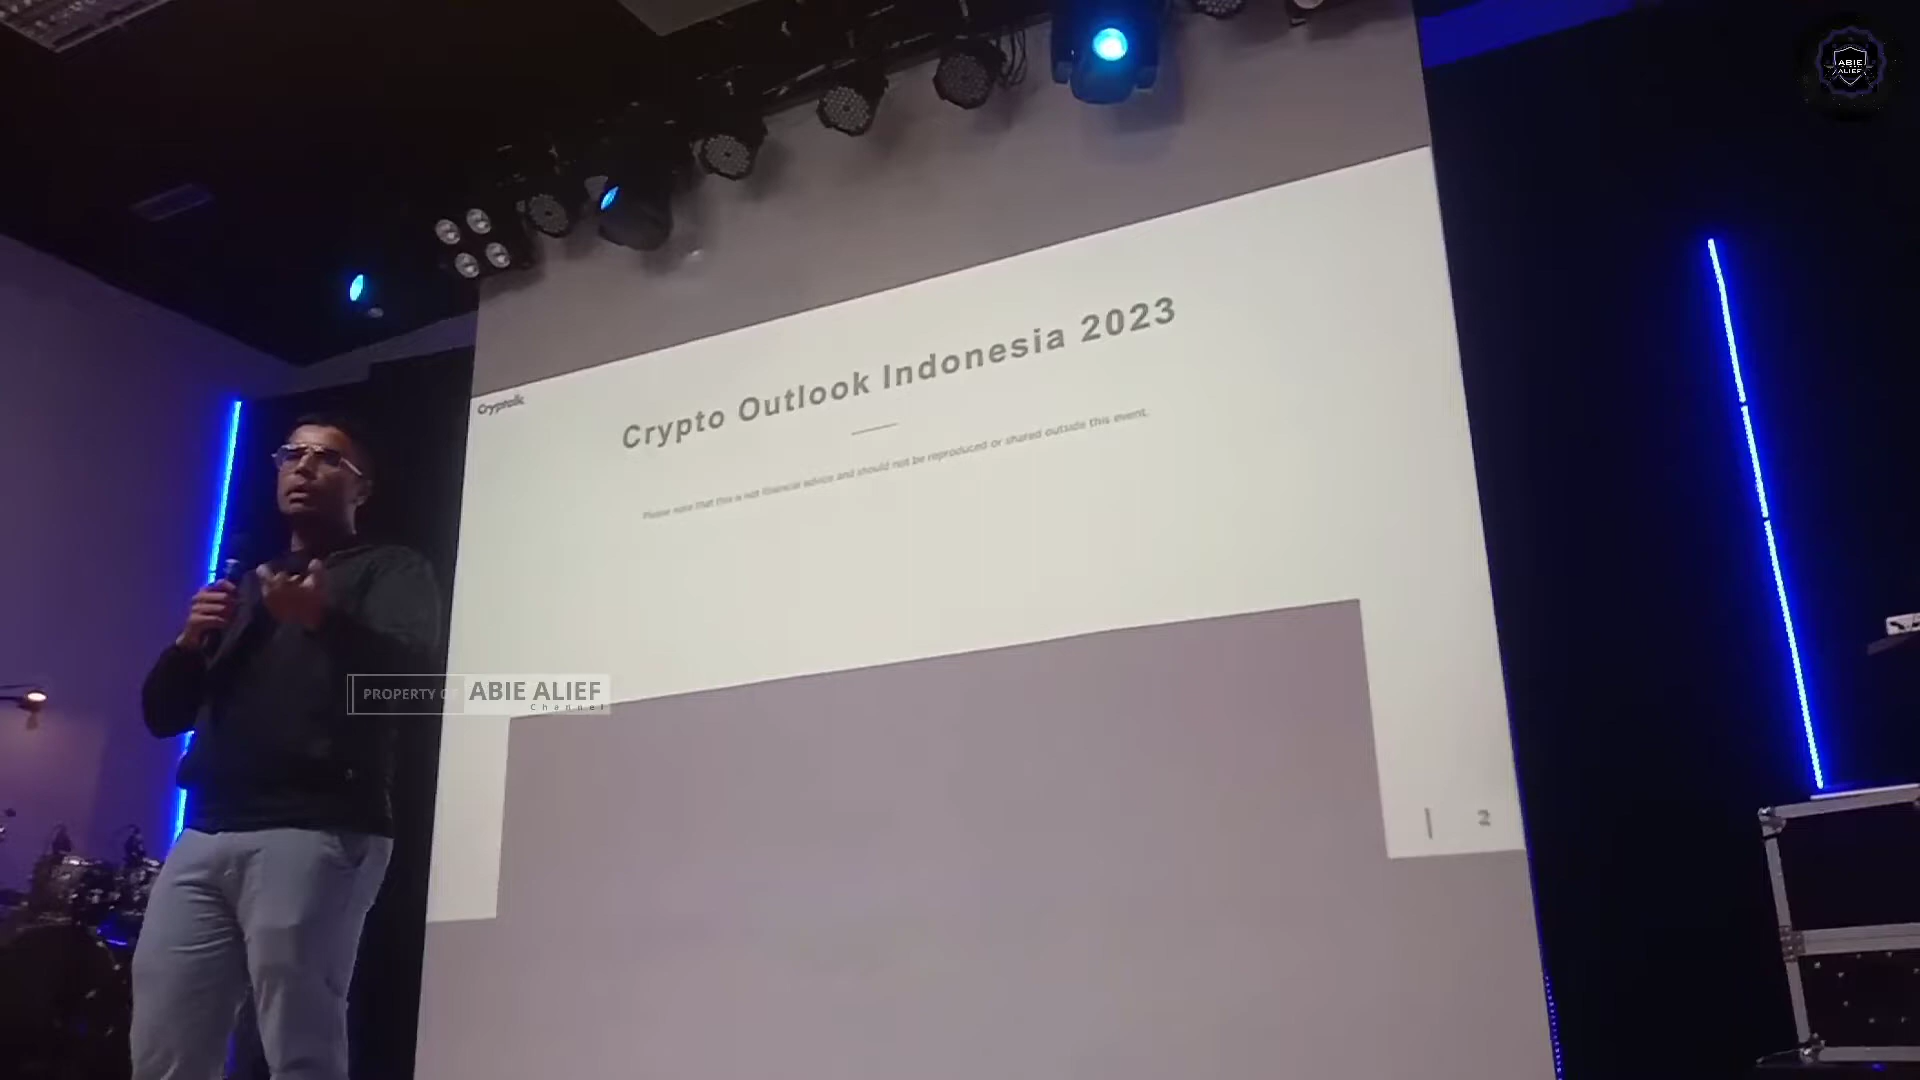 ABIE
ALIEF
Crypto Outlook Indonesia 2023
Cryptolic
Please note that this is not financial advice and should not be reproduced or shared outside this event.
PROPERTY OF ABIE ALIEF
Channel
2